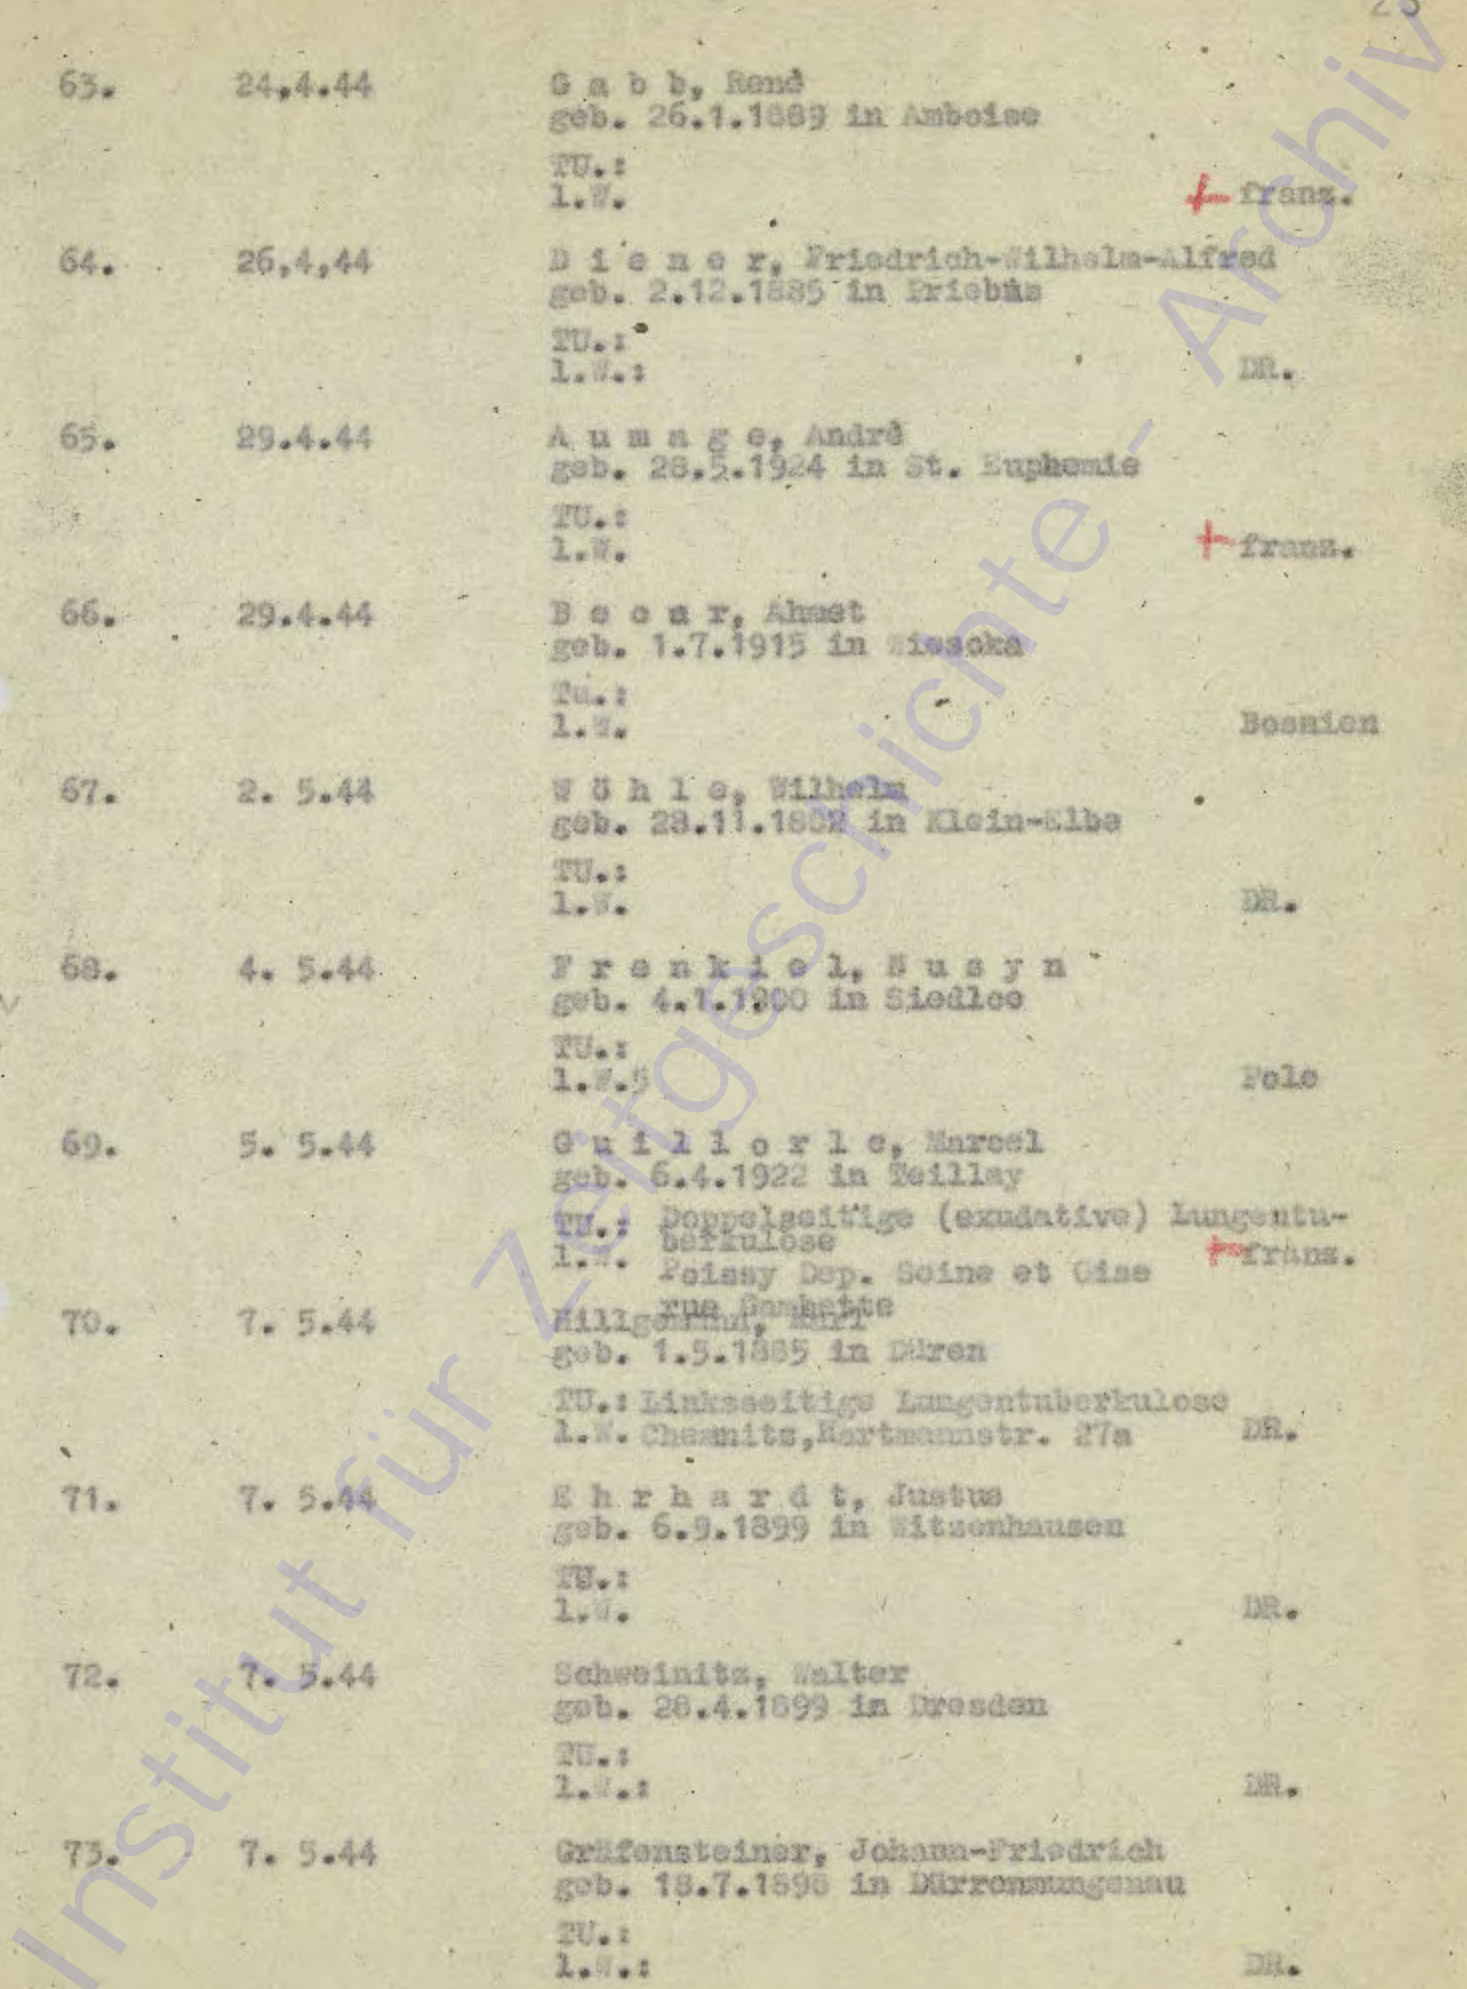 63. 24.4.44 G a b b, René
geb. 26.1.1889 in Amboise
TU.:
l.W. franz.
64. 26,4,44 D i e n e r, Friedrich-Wilhelm-Alfred
geb. 2.12.1885 in Priebus
TU.:
l.W.: DR.
65. 29.4.44 A u m a g e, André
geb. 28.5.1924 in St. Euphemie
TU.:
l.W. franz.
66. 29.4.44 B e c a r, Ahmet
geb. 1.7.1915 in
Tu.:
l.W. Bosnien
67. 2. 5.44 W ö h l e, Wilhelm
geb. 28.11.1882 in Klein-Elbe
TU.:
l.W. DR.
68. 4. 5.44 F r e n k i e l, N u s y n
geb. 4.1.1900 in Siedlce
TU.:
l.W.5 Pole
69. 5. 5.44 G u i l l o r l e, Marcel
geb. 6.4.1922 in Teillay
TU.: Doppelseitige (exudative) Lungentu-
berkulose
l.W. franz.
Poissy Dep. Seine et Oise
rue Gambette
70. 7. 5.44 Hillgemann, Karl
geb. 1.5.1885 in Düren
TU.: Linksseitige Lungentuberkulose
l.W. Chemnitz,Hartmannstr. 27a DR.
71. 7. 5.44 E h r h a r d t, Justus
geb. 6.9.1899 in Witzenhausen
TU.:
l.W. DR.
72. 7. 5.44 Schweinitz, Walter
geb. 28.4.1899 in Dresden
TU.:
l.W.: DR.
73. 7. 5.44 Gräfensteiner, Johann-Friedrich
geb. 18.7.1898 in Dürrenmungenau
TU.:
l.W.: DR.
Institut für Zeitgeschichte - Archiv